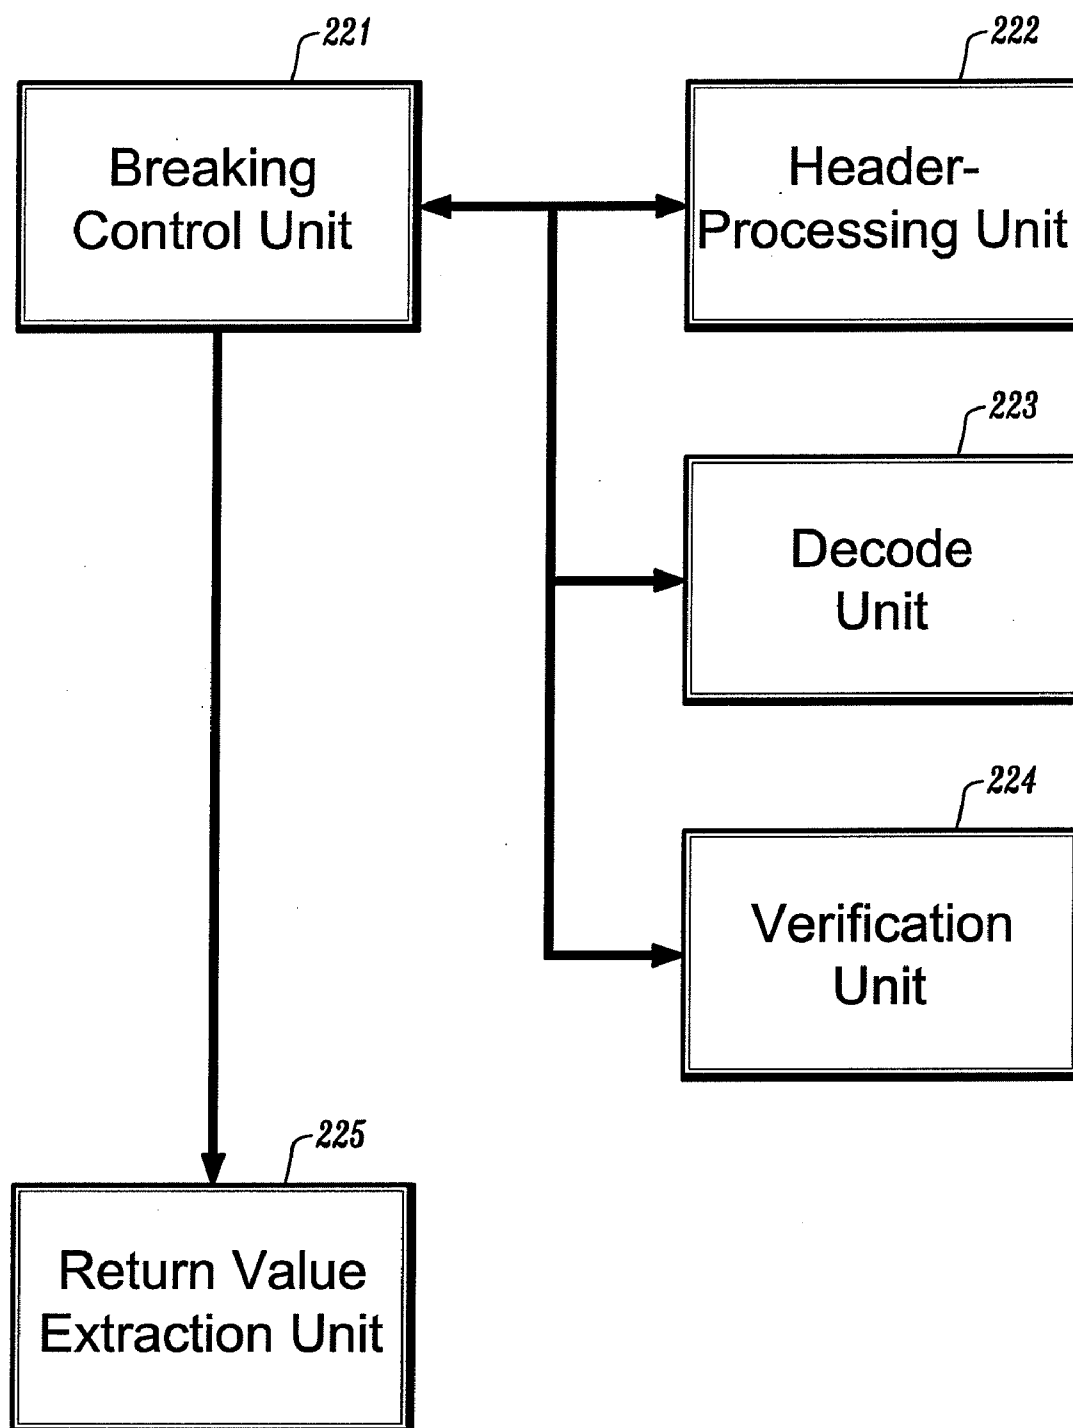 221
Breaking
Control Unit
222
Header-
Processing Unit
223
Decode
Unit
224
Verification
Unit
225
Return Value
Extraction Unit